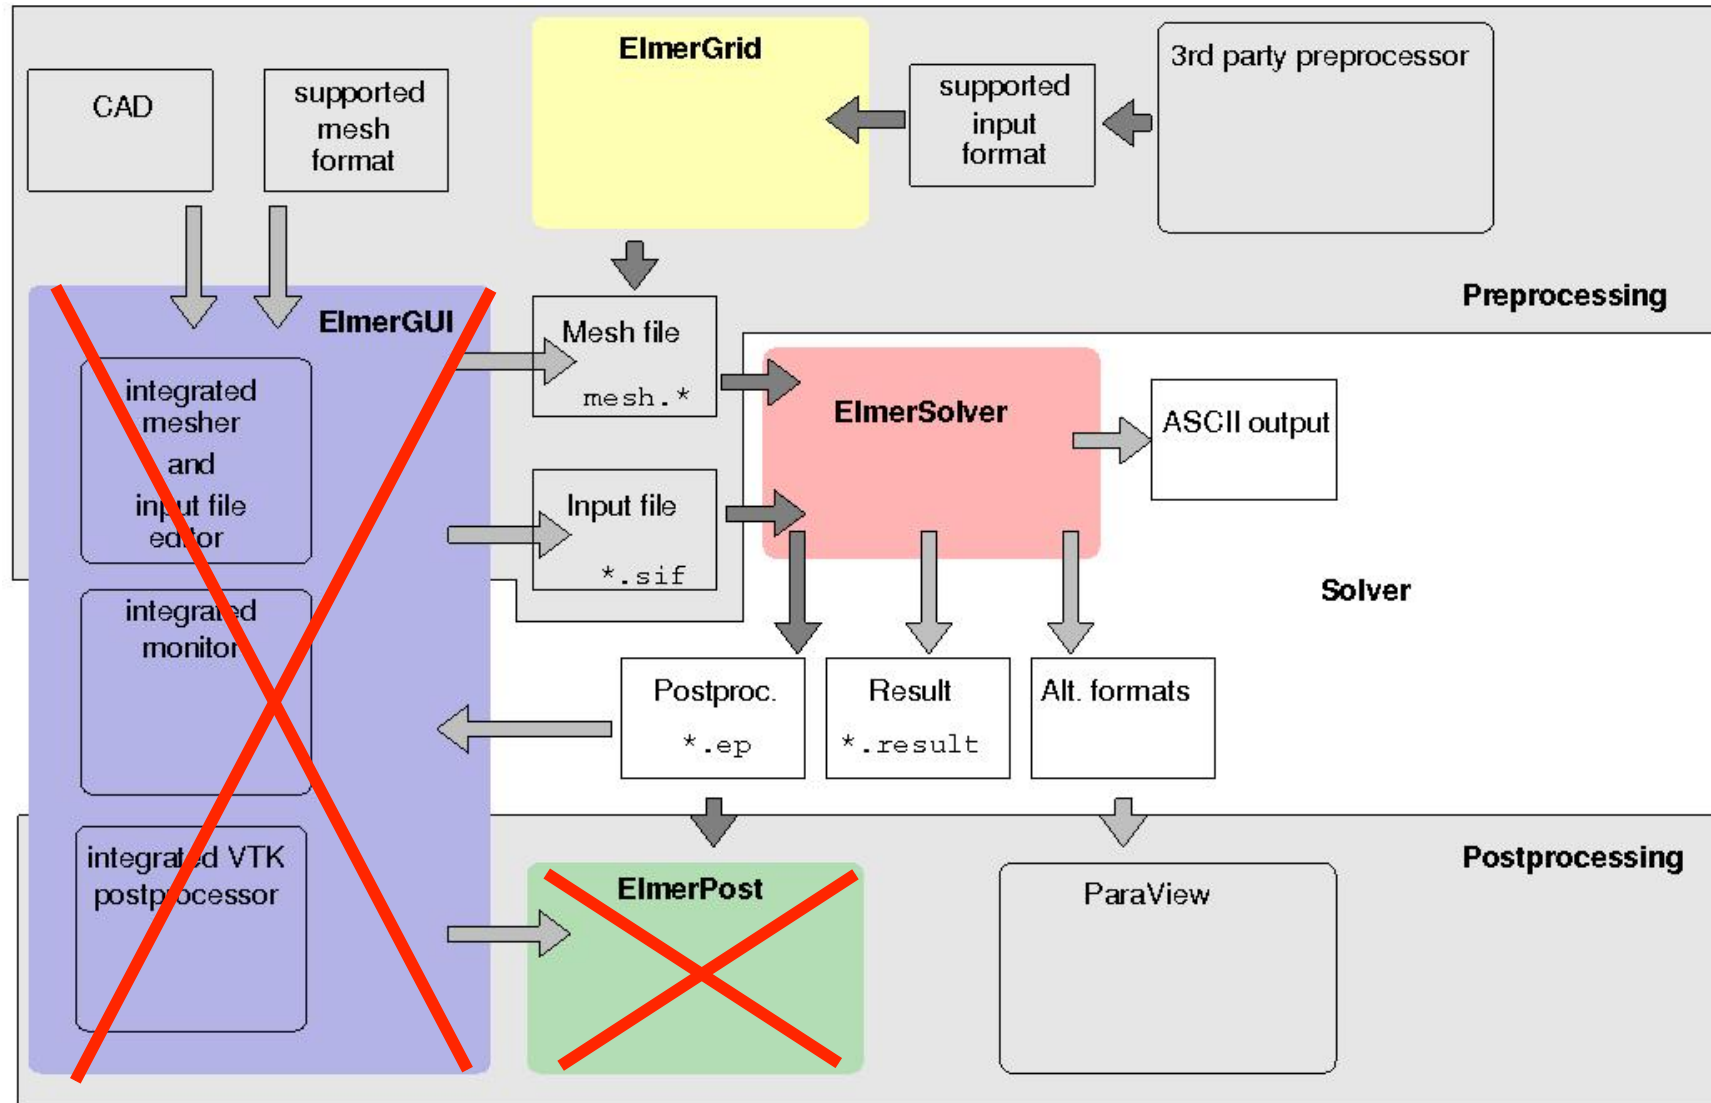 ElmerGrid
3rd party preprocessor
CAD
supported
mesh
format
supported
input
format
Preprocessing
ElmerGUI
Mesh file
mesh.*
integrated
mesher
and
input file
editor
ElmerSolver
ASCII output
Input file
*.sif
Solver
integrated
monitor
Postproc.
*.ep
Result
*.result
Alt. formats
integrated VTK
postprocessor
ElmerPost
ParaView
Postprocessing